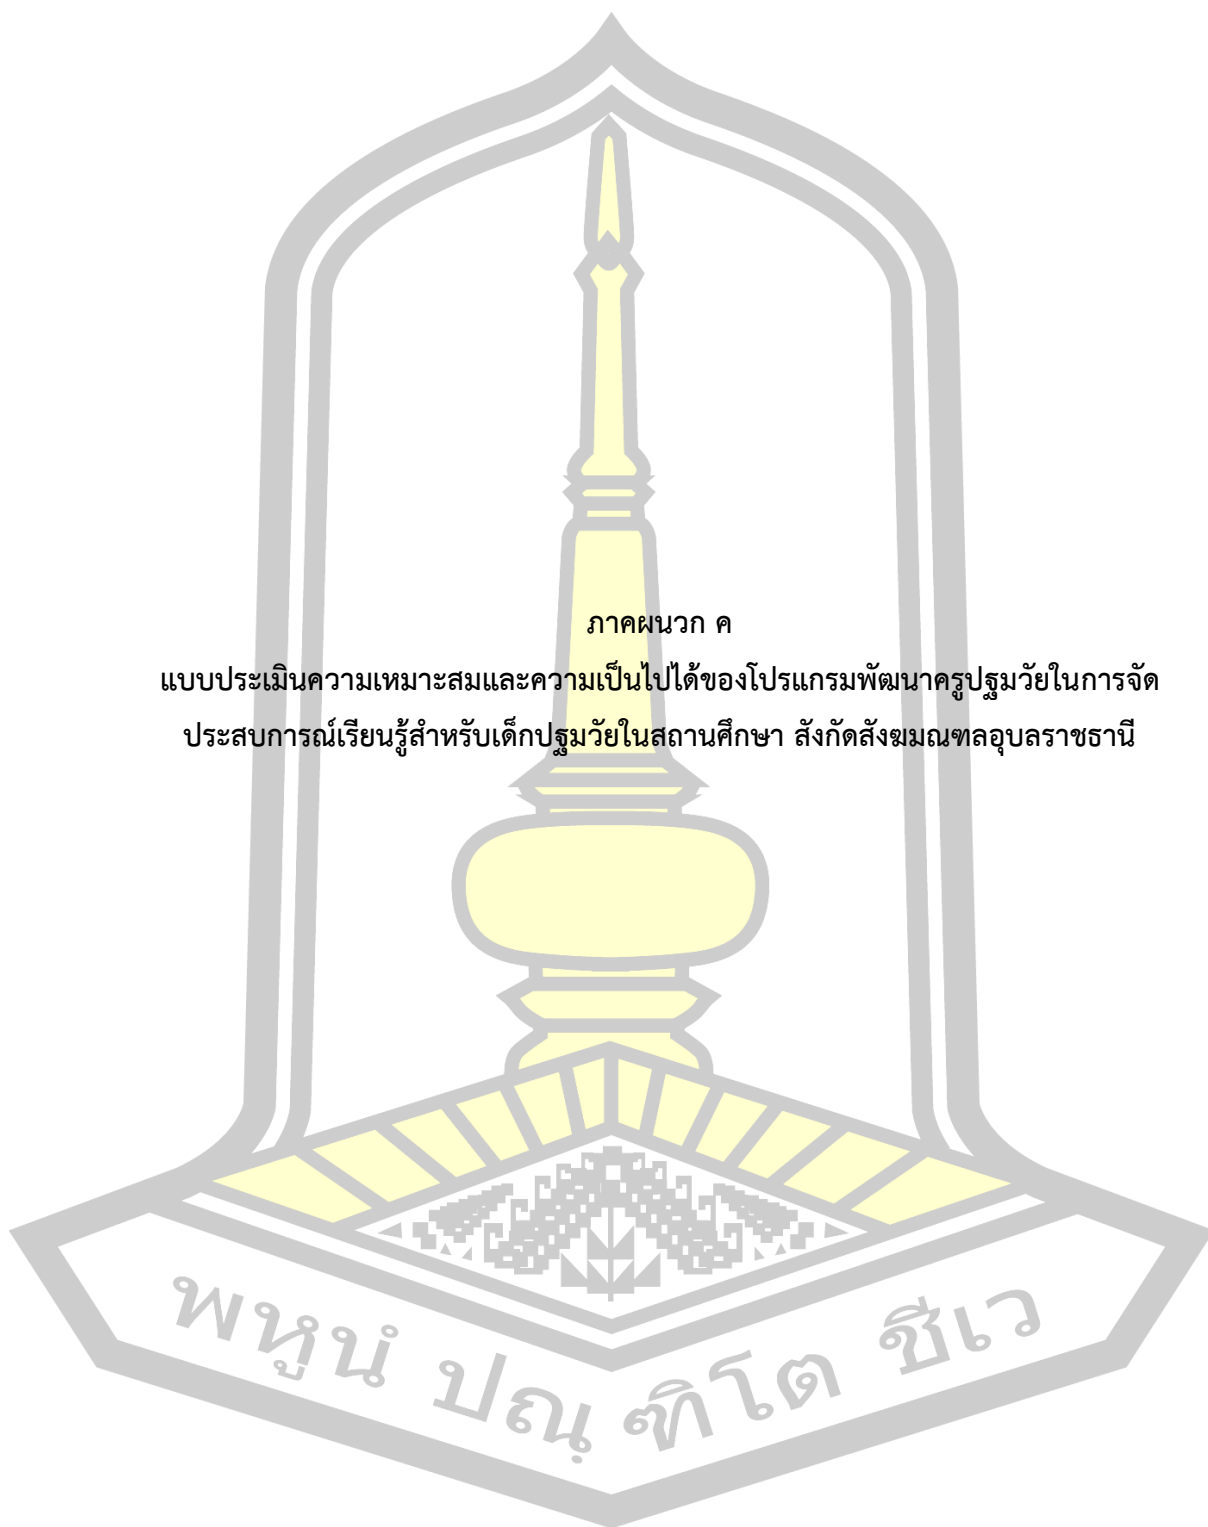 ภาคผนวก ค
แบบประเมินความเหมาะสมและความเป็นไปได้ของโปรแกรมพัฒนาครูปฐมวัยในการจัด
ประสบการณ์เรียนรู้สำหรับเด็กปฐมวัยในสถานศึกษา สังกัดสังฆมณฑลอุบลราชธานี
พหูนํ ปณฺ ฑิโต ชีเว